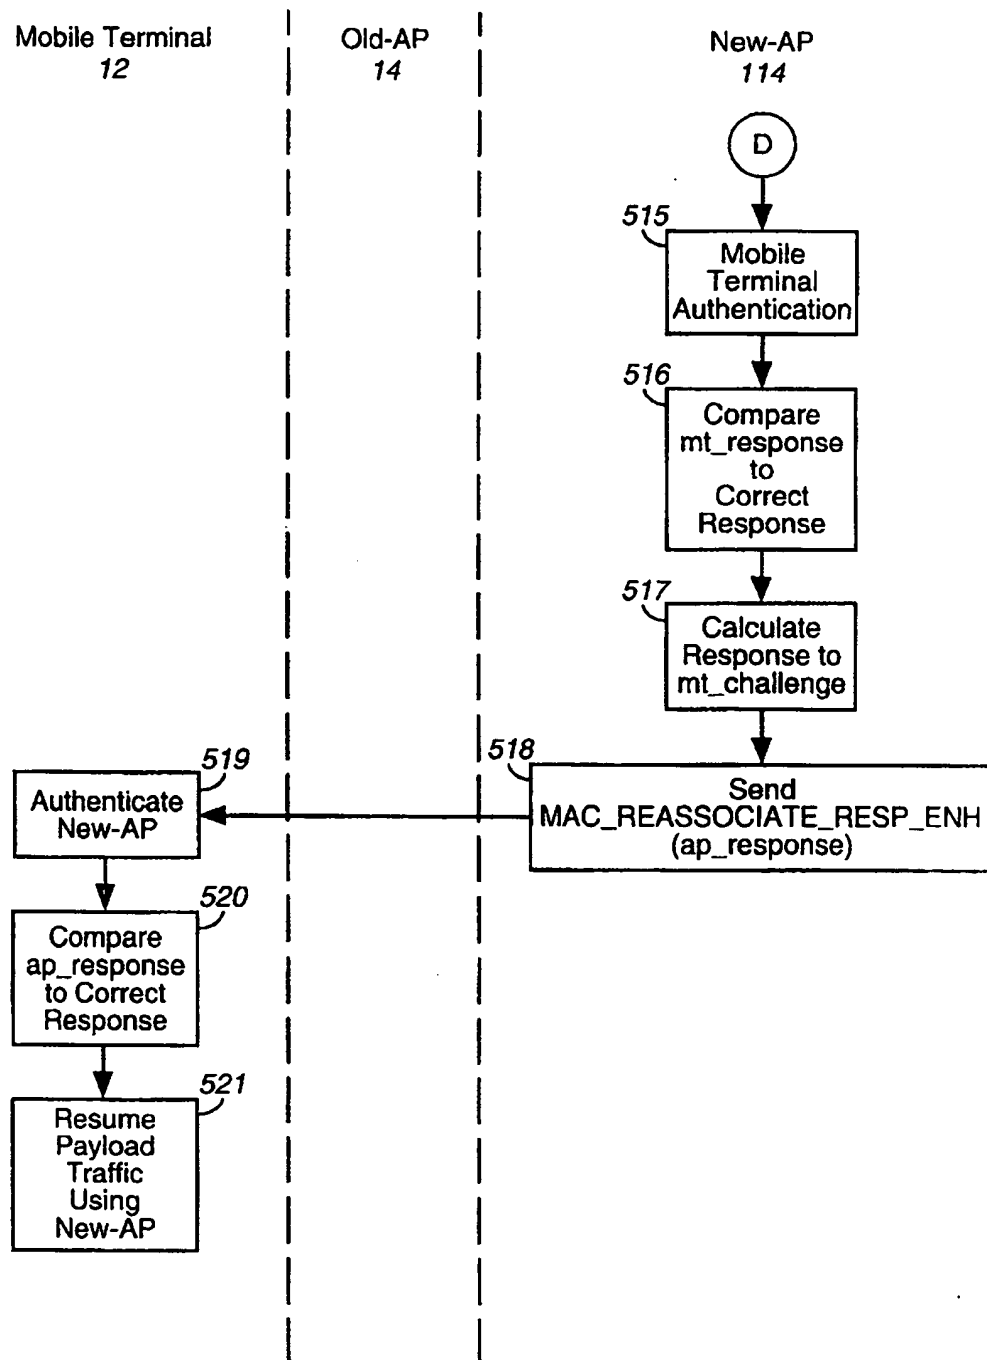 Mobile Terminal
12
Old-AP
14
New-AP
114
D
515
Mobile
Terminal
Authentication
516
Compare
mt_response
to
Correct
Response
517
Calculate
Response to
mt_challenge
518
Send
MAC_REASSOCIATE_RESP_ENH
(ap_response)
519
Authenticate
New-AP
520
Compare
ap_response
to Correct
Response
521
Resume
Payload
Traffic
Using
New-AP